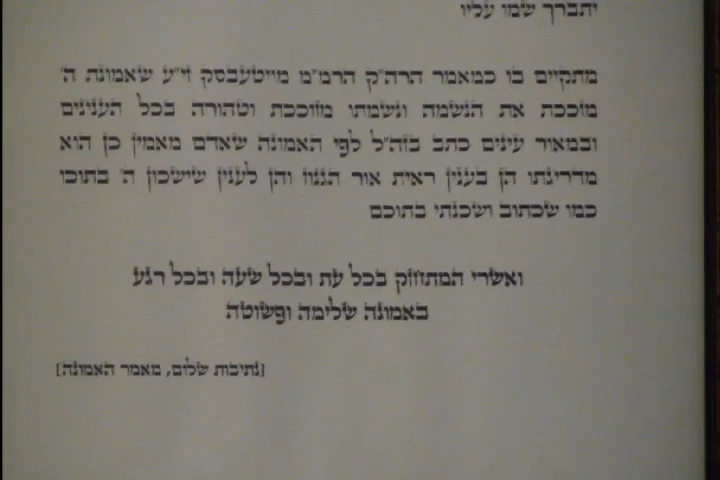 יתברך שמו עליו
מתקיים בו כמאמר הרה"ק הרמ"מ מייטעבסק זי"ע שאמונת ה'
מזככת את הנשמה ונשמתו מזוככת וטהורה בכל הענינים
ובמאור עינים כתב בזה"ל לפי האמונה שאדם מאמין כן הוא
מדריגתו הן בענין ראית אור הגנוז והן לענין שישכון ה' בתוכו
כמו שכתוב ושכנתי בתוכם
ואשרי המתחזק בכל עת ובכל שעה ובכל רגע
באמונה שלימה ופשוטה
[נתיבות שלום, מאמר האמונה]